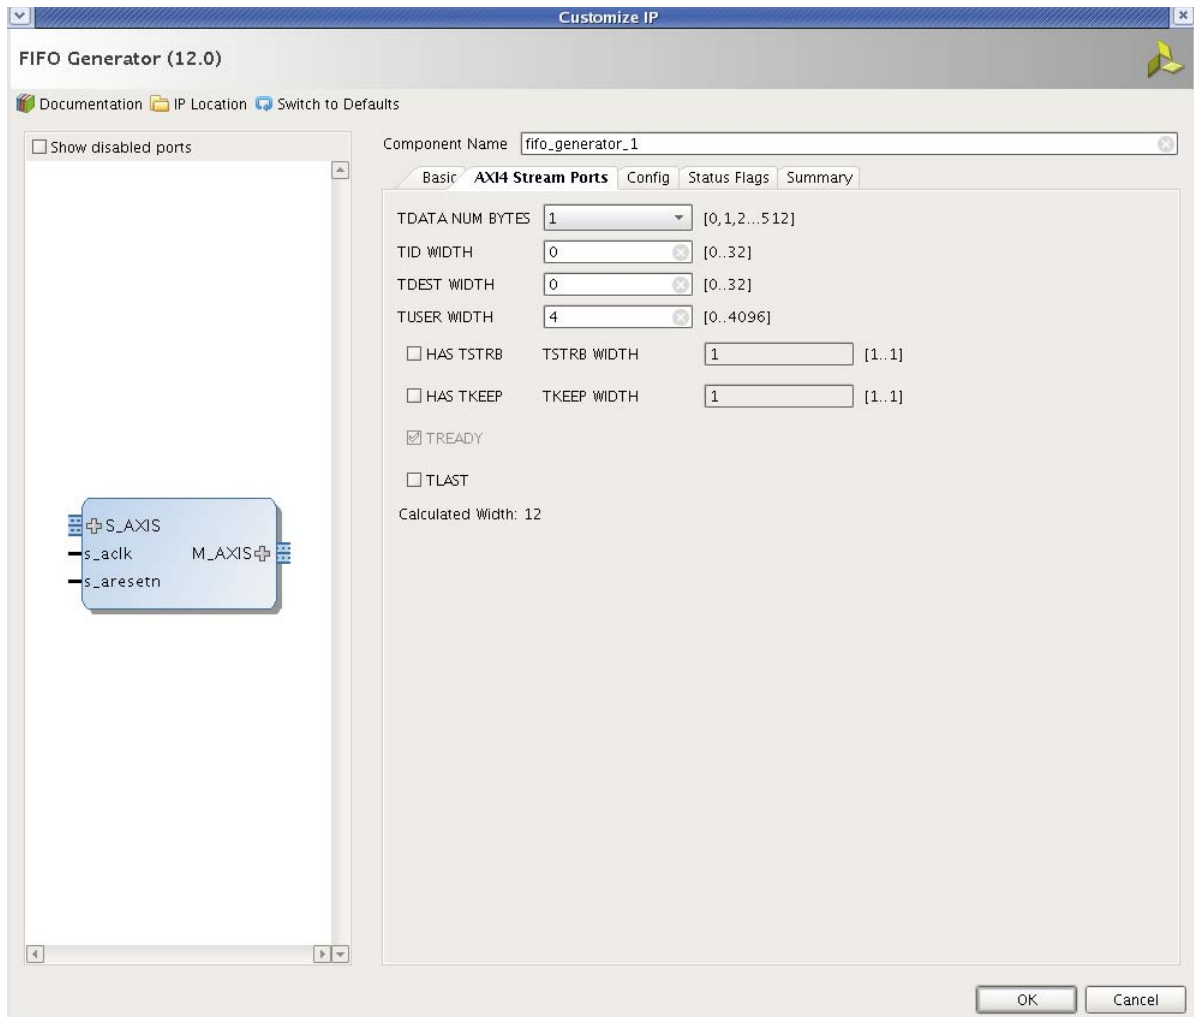 Customize IP
FIFO Generator (12.0)
Documentation IP Location Switch to Defaults
Show disabled ports
S_AXIS
s_aclk M_AXIS
s_aresetn
Component Name fifo_generator_1
Basic AXI4 Stream Ports Config Status Flags Summary
TDATA NUM BYTES 1 [0,1,2...512]
TID WIDTH 0 [0..32]
TDEST WIDTH 0 [0..32]
TUSER WIDTH 4 [0..4096]
HAS TSTRB TSTRB WIDTH 1 [1..1]
HAS TKEEP TKEEP WIDTH 1 [1..1]
TREADY
TLAST
Calculated Width: 12
OK Cancel